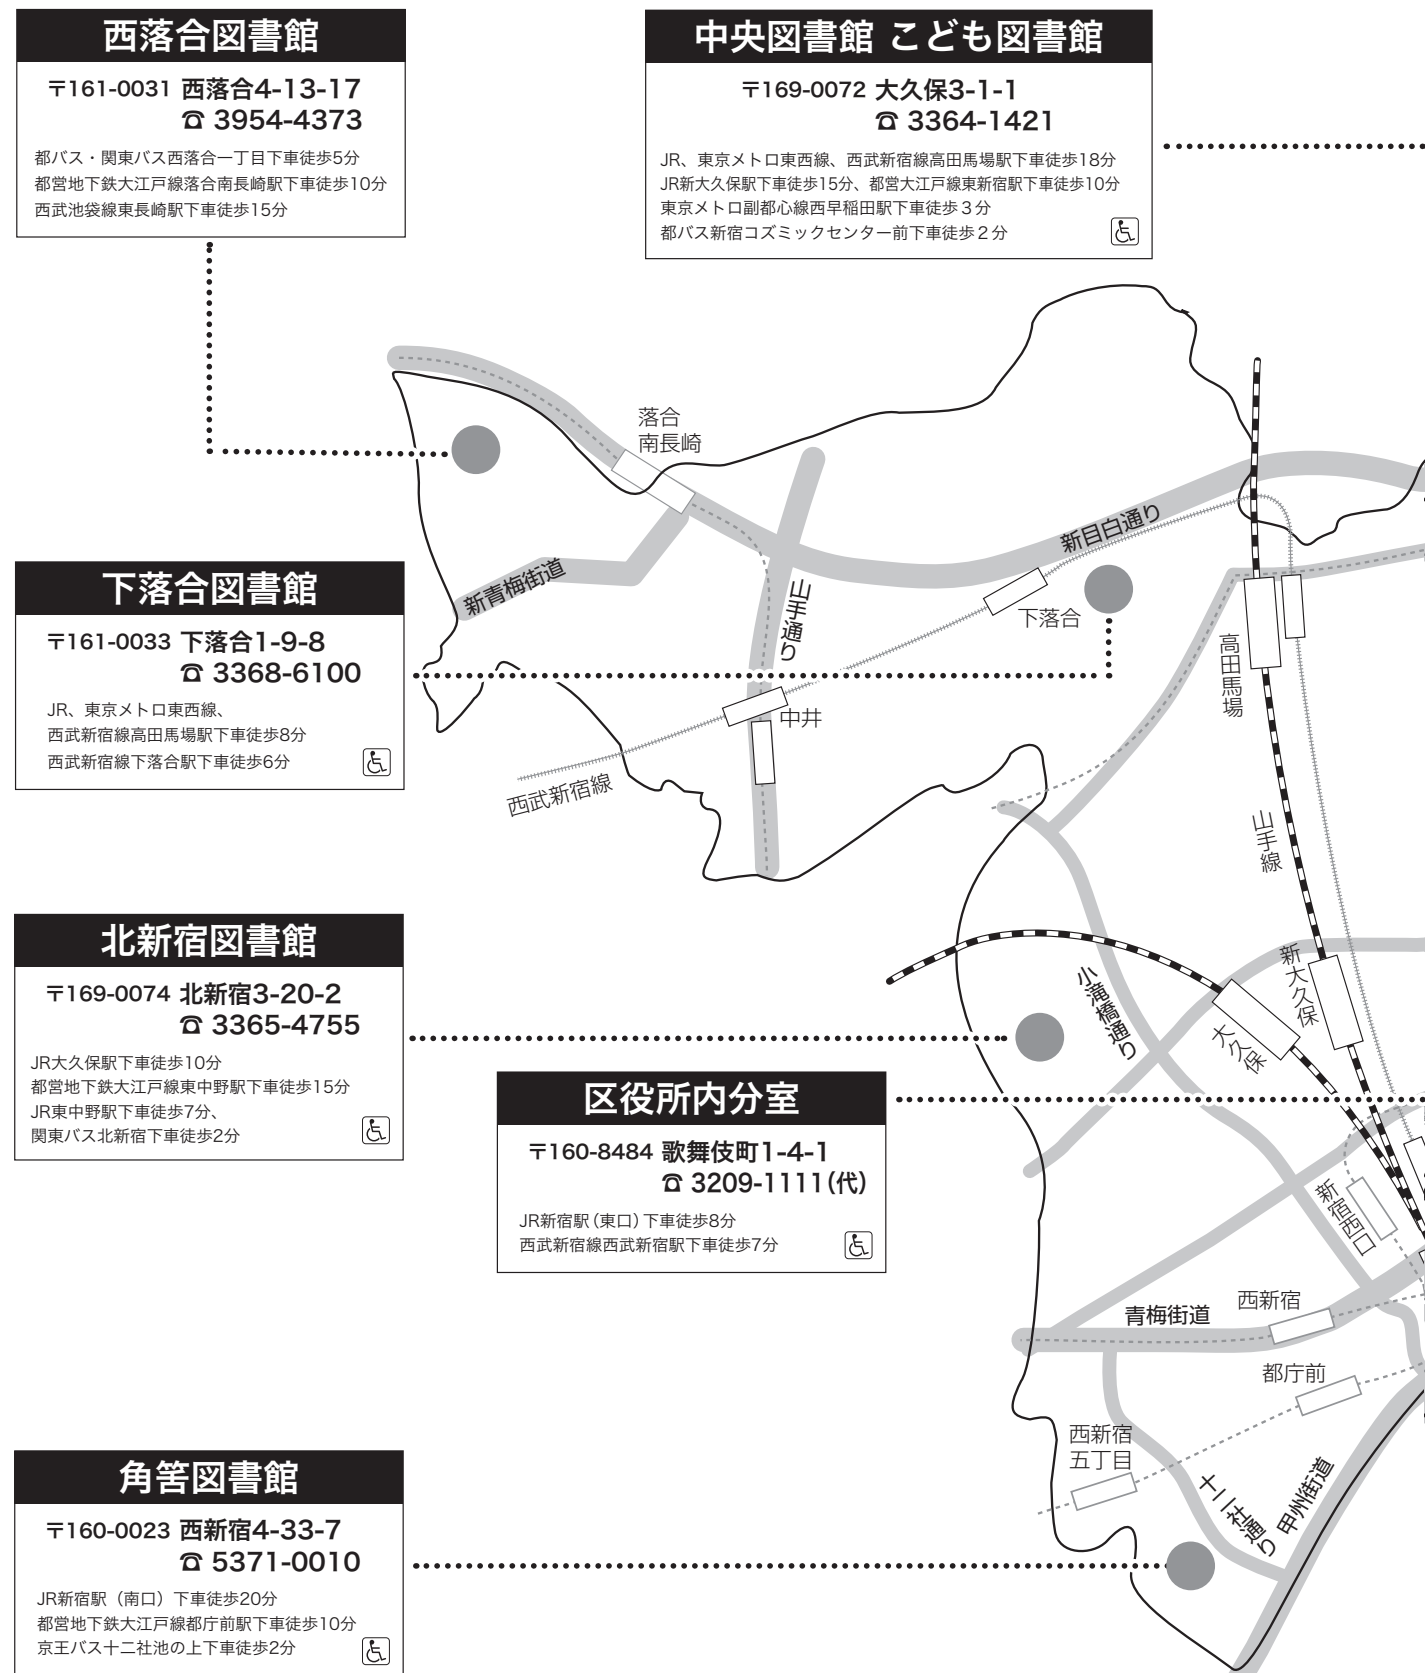 西落合図書館
〒161-0031 西落合4-13-17
☎ 3954-4373
都バス・関東バス西落合一丁目下車徒歩5分
都営地下鉄大江戸線落合南長崎駅下車徒歩10分
西武池袋線東長崎駅下車徒歩15分
中央図書館 こども図書館
〒169-0072 大久保3-1-1
☎ 3364-1421
JR、東京メトロ東西線、西武新宿線高田馬場駅下車徒歩18分
JR新大久保駅下車徒歩15分、都営大江戸線東新宿駅下車徒歩10分
東京メトロ副都心線西早稲田駅下車徒歩３分
都バス新宿コズミックセンター前下車徒歩２分
落合
南長崎
新目白通り
新青梅街道
山手通り
下落合
高田馬場
中井
西武新宿線
山手線
下落合図書館
〒161-0033 下落合1-9-8
☎ 3368-6100
JR、東京メトロ東西線、
西武新宿線高田馬場駅下車徒歩8分
西武新宿線下落合駅下車徒歩6分
北新宿図書館
〒169-0074 北新宿3-20-2
☎ 3365-4755
JR大久保駅下車徒歩10分
都営地下鉄大江戸線東中野駅下車徒歩15分
JR東中野駅下車徒歩7分、
関東バス北新宿下車徒歩2分
小滝橋通り
大久保
新大久保
区役所内分室
〒160-8484 歌舞伎町1-4-1
☎ 3209-1111（代）
JR新宿駅（東口）下車徒歩8分
西武新宿線西武新宿駅下車徒歩7分
新宿西口
青梅街道
西新宿
都庁前
西新宿
五丁目
十二社通り
甲州街道
角筈図書館
〒160-0023 西新宿4-33-7
☎ 5371-0010
JR新宿駅（南口）下車徒歩20分
都営地下鉄大江戸線都庁前駅下車徒歩10分
京王バス十二社池の上下車徒歩2分